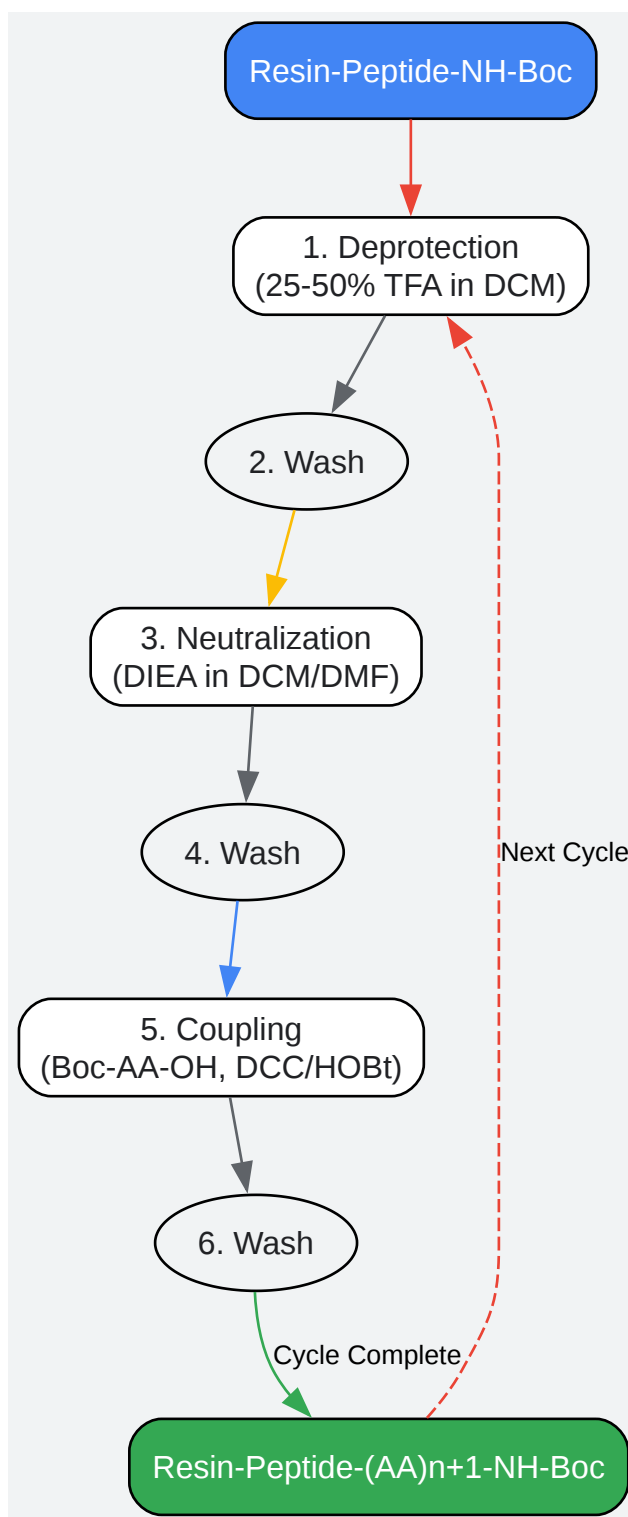 Resin-Peptide-NH-Boc
1. Deprotection
(25-50% TFA in DCM)
2. Wash
3. Neutralization
(DIEA in DCM/DMF)
4. Wash
Next Cycle
5. Coupling
(Boc-AA-OH, DCC/HOBt)
6. Wash
Cycle Complete
Resin-Peptide-(AA)n+1-NH-Boc